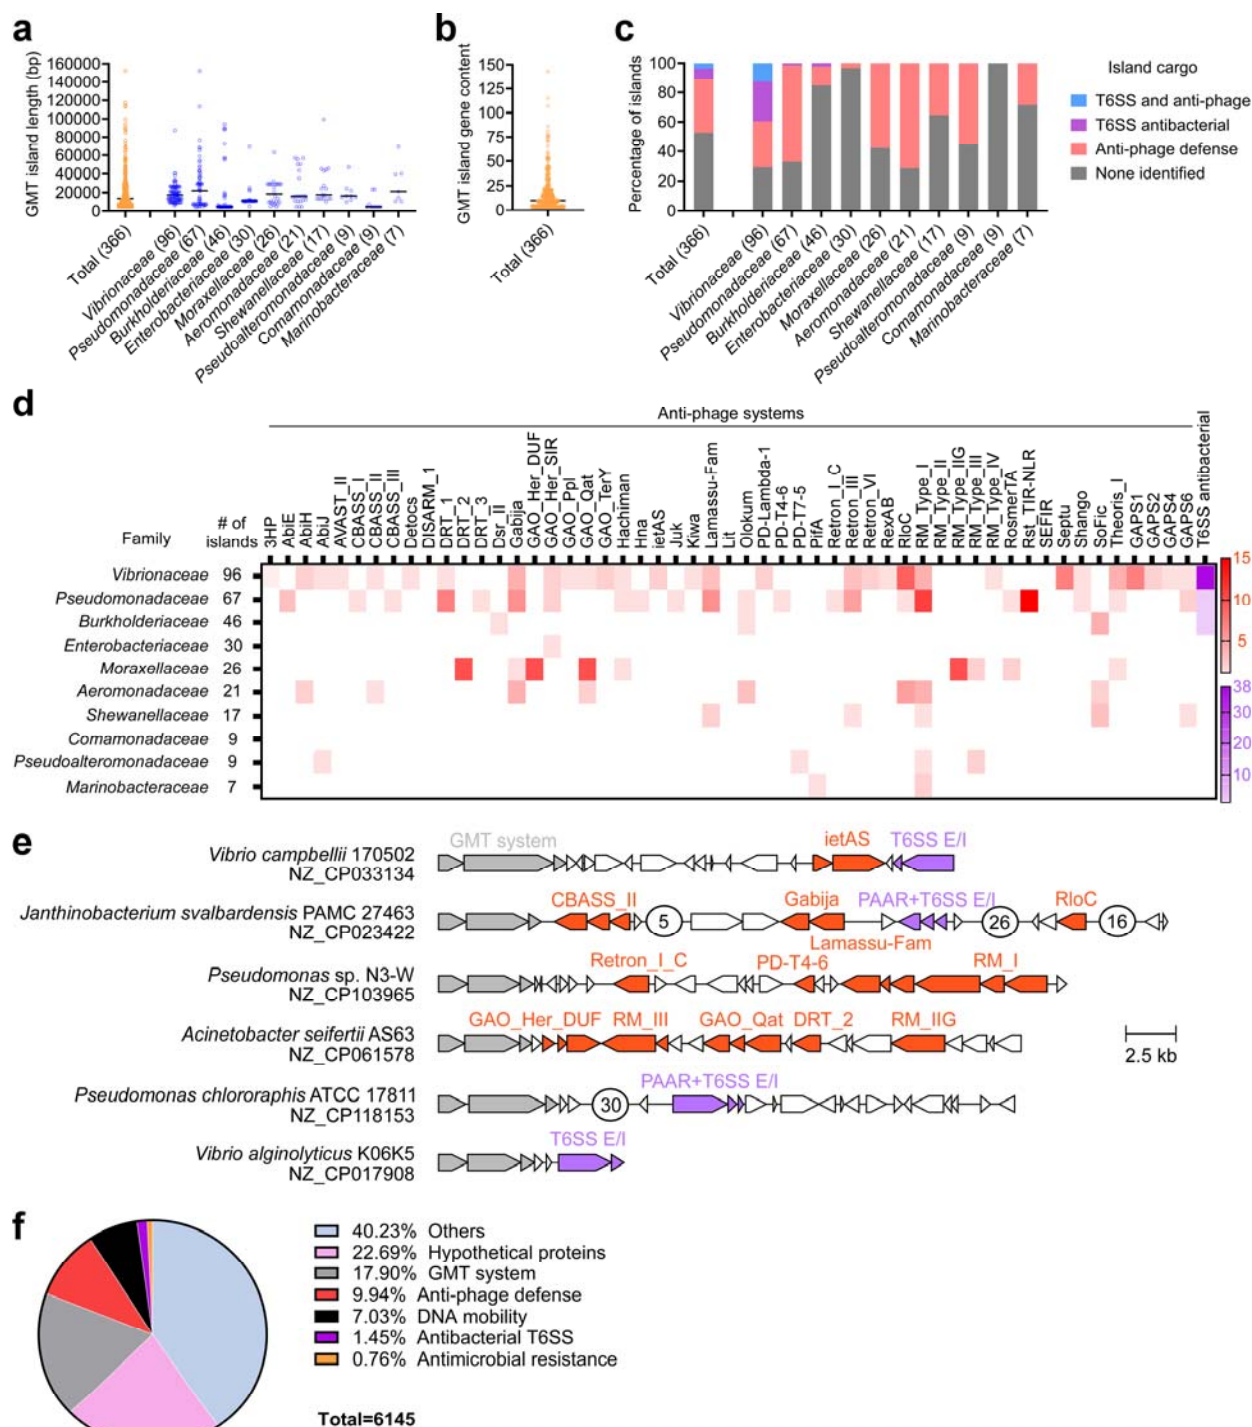 a
GMT island length (bp)
160000
140000
120000
100000
80000
60000
40000
20000
0
Total (366)
Vibrionaceae (96)
Pseudomonadaceae (67)
Burkholderiaceae (46)
Enterobacteriaceae (30)
Moraxellaceae (26)
Aeromonadaceae (21)
Shewanellaceae (17)
Pseudoalteromonadaceae (9)
Comamonadaceae (9)
Marinobacteraceae (7)
b
GMT island gene content
150
125
100
75
50
25
0
Total (366)
c
Percentage of islands
100
80
60
40
20
0
Total (366)
Vibrionaceae (96)
Pseudomonadaceae (67)
Burkholderiaceae (46)
Enterobacteriaceae (30)
Moraxellaceae (26)
Aeromonadaceae (21)
Shewanellaceae (17)
Pseudoalteromonadaceae (9)
Comamonadaceae (9)
Marinobacteraceae (7)
Island cargo
T6SS and anti-phage
T6SS antibacterial
Anti-phage defense
None identified
d
Anti-phage systems
Family
# of
islands
3HP
AbiE
AbiH
AbiJ
AVAST_II
CBASS_I
CBASS_II
CBASS_III
Detocs
DISARM_1
DRT_1
DRT_2
DRT_3
Dsr_II
Gabija
GAO_Her_DUF
GAO_Her_SIR
GAO_Ppl
GAO_Qat
GAO_TerY
Hachiman
Hna
ietAS
Juk
Kiwa
Lamassu-Fam
Lit
Olokum
PD-Lambda-1
PD-T4-6
PD-T7-5
PifA
Retron_I_C
Retron_III
Retron_VI
RexAB
RloC
RM_Type_I
RM_Type_II
RM_Type_IIG
RM_Type_III
RM_Type_IV
RosmerTA
Rst_TIR-NLR
SEFIR
Septu
Shango
SoFic
Theoris_I
GAPS1
GAPS2
GAPS4
GAPS6
T6SS antibacterial
Vibrionaceae 96
Pseudomonadaceae 67
Burkholderiaceae 46
Enterobacteriaceae 30
Moraxellaceae 26
Aeromonadaceae 21
Shewanellaceae 17
Comamonadaceae 9
Pseudoalteromonadaceae 9
Marinobacteraceae 7
15
10
5
38
30
20
10
e
Vibrio campbellii 170502
NZ_CP033134
GMT system
ietAS
T6SS E/I
Janthinobacterium svalbardensis PAMC 27463
NZ_CP023422
CBASS_II
5
Gabija
PAAR+T6SS E/I
26
RloC
16
Pseudomonas sp. N3-W
NZ_CP103965
Retron_I_C
PD-T4-6
Lamassu-Fam
RM_I
Acinetobacter seifertii AS63
NZ_CP061578
GAO_Her_DUF
RM_III
GAO_Qat
DRT_2
RM_IIG
2.5 kb
Pseudomonas chlororaphis ATCC 17811
NZ_CP118153
30
PAAR+T6SS E/I
Vibrio alginolyticus K06K5
NZ_CP017908
T6SS E/I
f
40.23% Others
22.69% Hypothetical proteins
17.90% GMT system
9.94% Anti-phage defense
7.03% DNA mobility
1.45% Antibacterial T6SS
0.76% Antimicrobial resistance
Total=6145